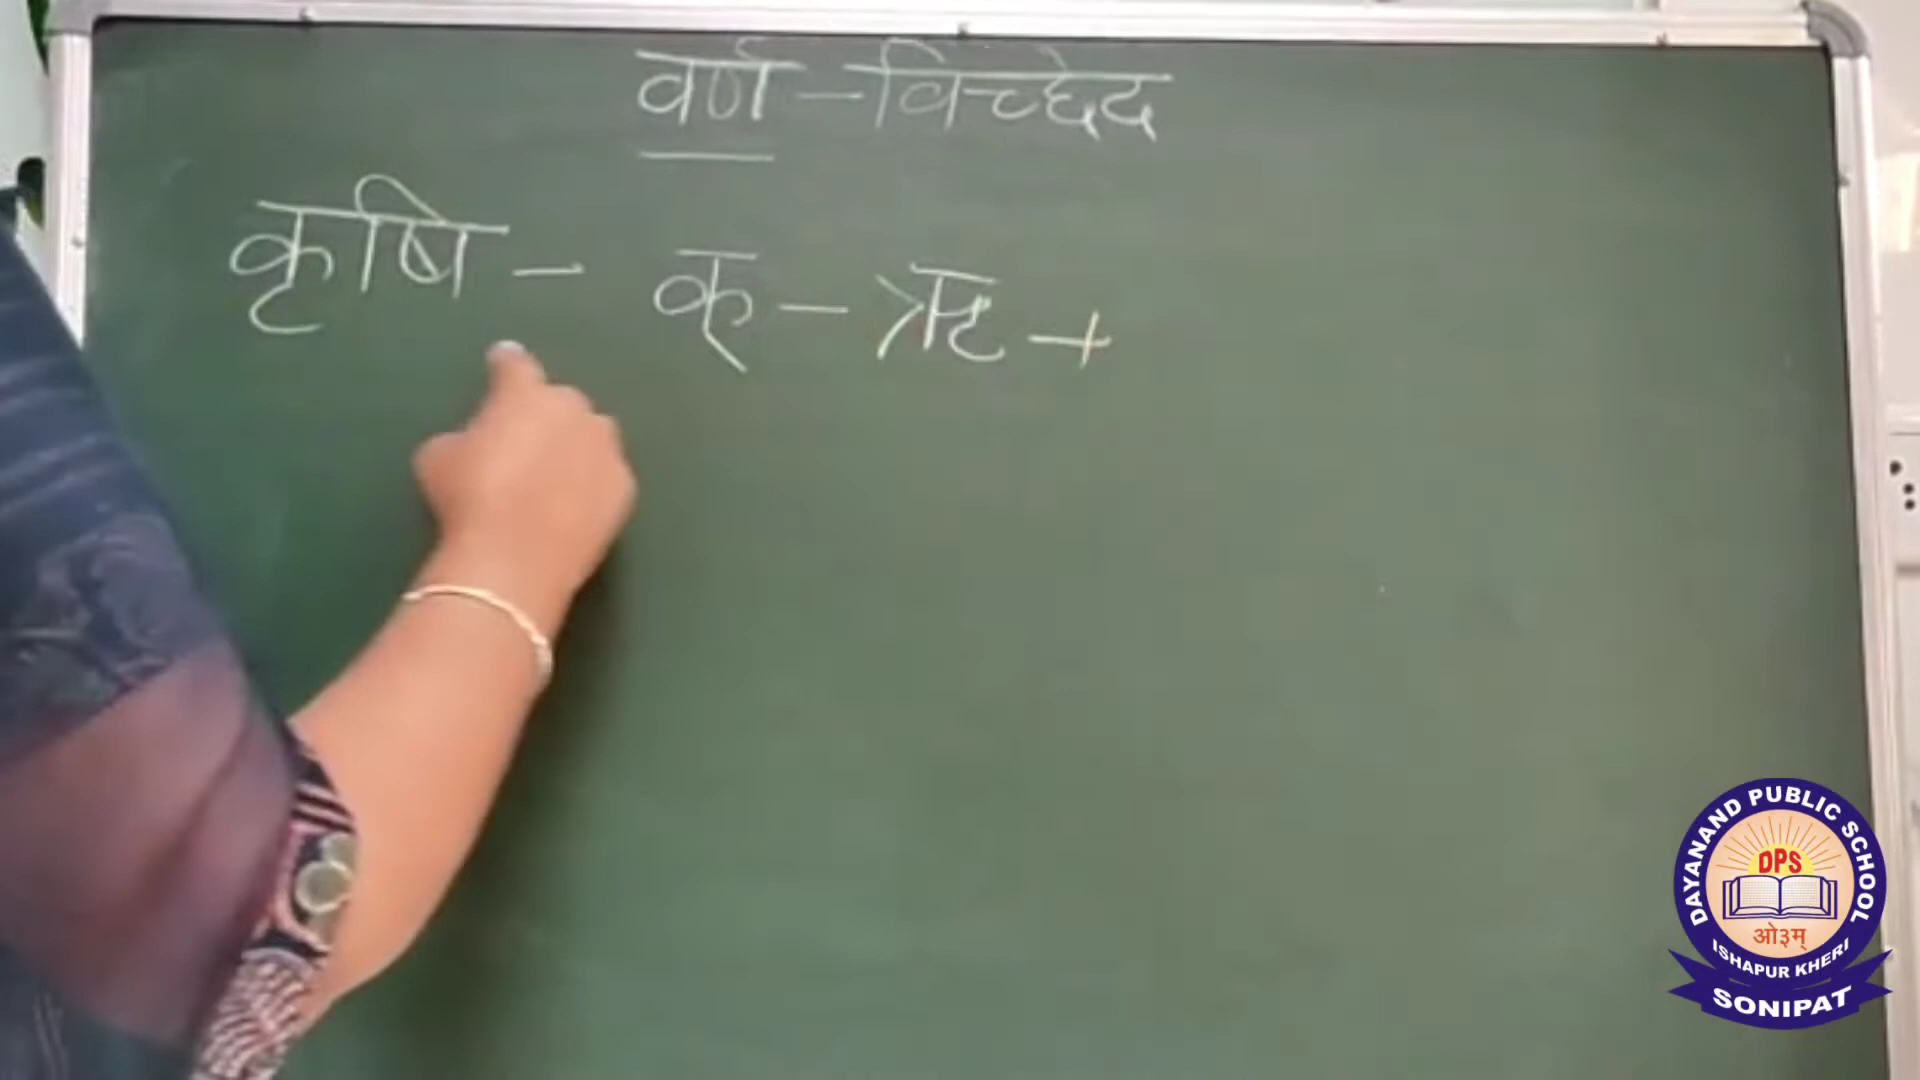 वर्ण – विच्छेद
कृषि – क् – ऋ +
DAYANAND PUBLIC SCHOOL
DPS
ओ३म्
ISHAPUR KHERI
SONIPAT